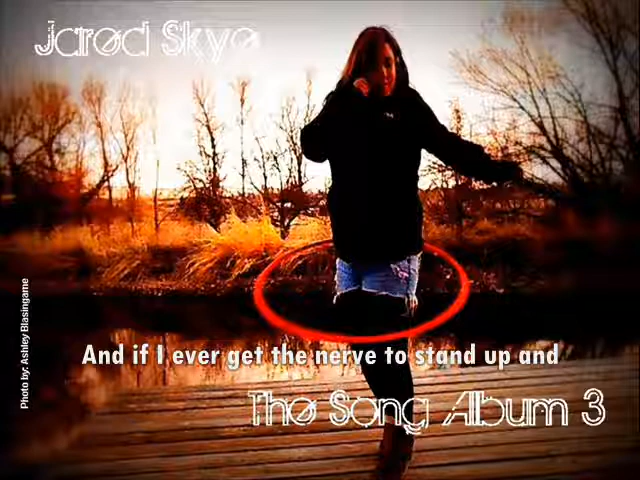 Jared Skye
Photo by: Ashley Blasingame
And if I ever get the nerve to stand up and
The Song Album 3